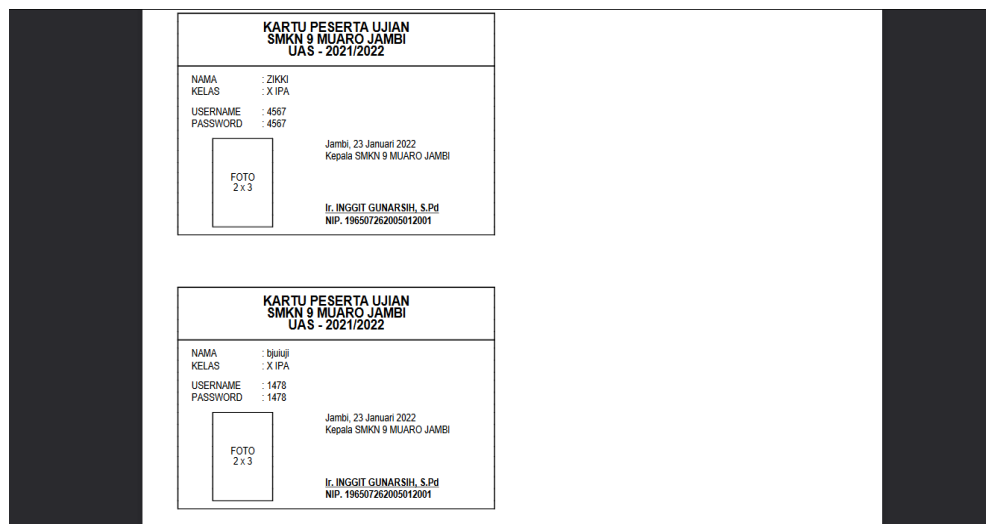 KARTU PESERTA UJIAN
SMKN 9 MUARO JAMBI
UAS - 2021/2022
NAMA : ZIKKI
KELAS : X IPA
USERNAME : 4567
PASSWORD : 4567
Jambi, 23 Januari 2022
Kepala SMKN 9 MUARO JAMBI
FOTO
2 x 3
Ir. INGGIT GUNARSIH, S.Pd
NIP. 196507262005012001
KARTU PESERTA UJIAN
SMKN 9 MUARO JAMBI
UAS - 2021/2022
NAMA : bjuiuji
KELAS : X IPA
USERNAME : 1478
PASSWORD : 1478
Jambi, 23 Januari 2022
Kepala SMKN 9 MUARO JAMBI
FOTO
2 x 3
Ir. INGGIT GUNARSIH, S.Pd
NIP. 196507262005012001